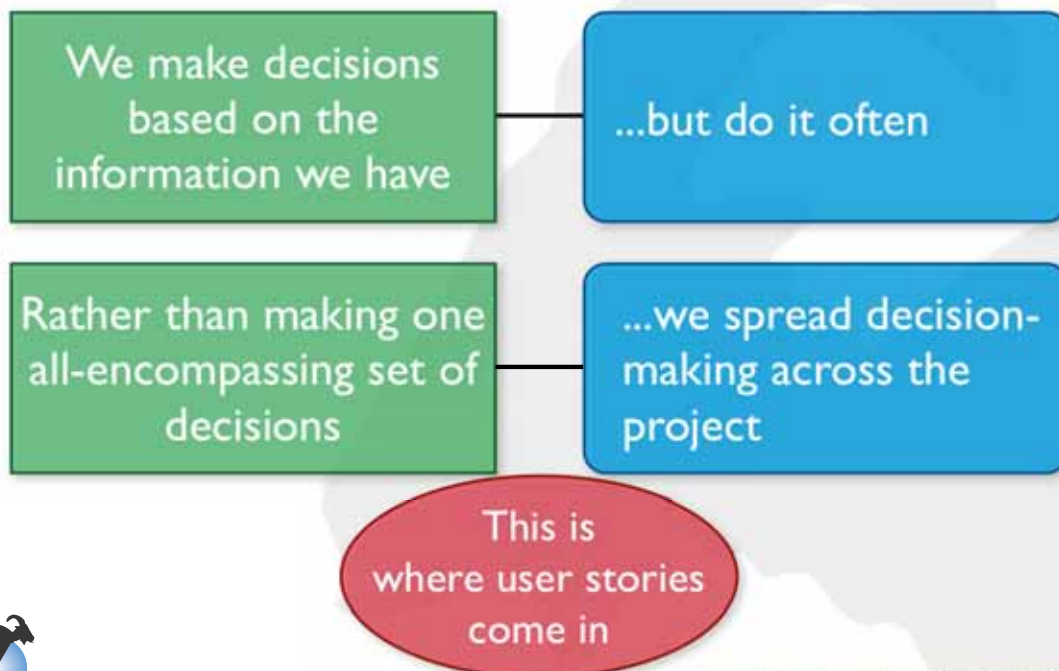 We make decisions
based on the
information we have
...but do it often
Rather than making one
all-encompassing set of
decisions
...we spread decision-
making across the
project
This is
where user stories
come in